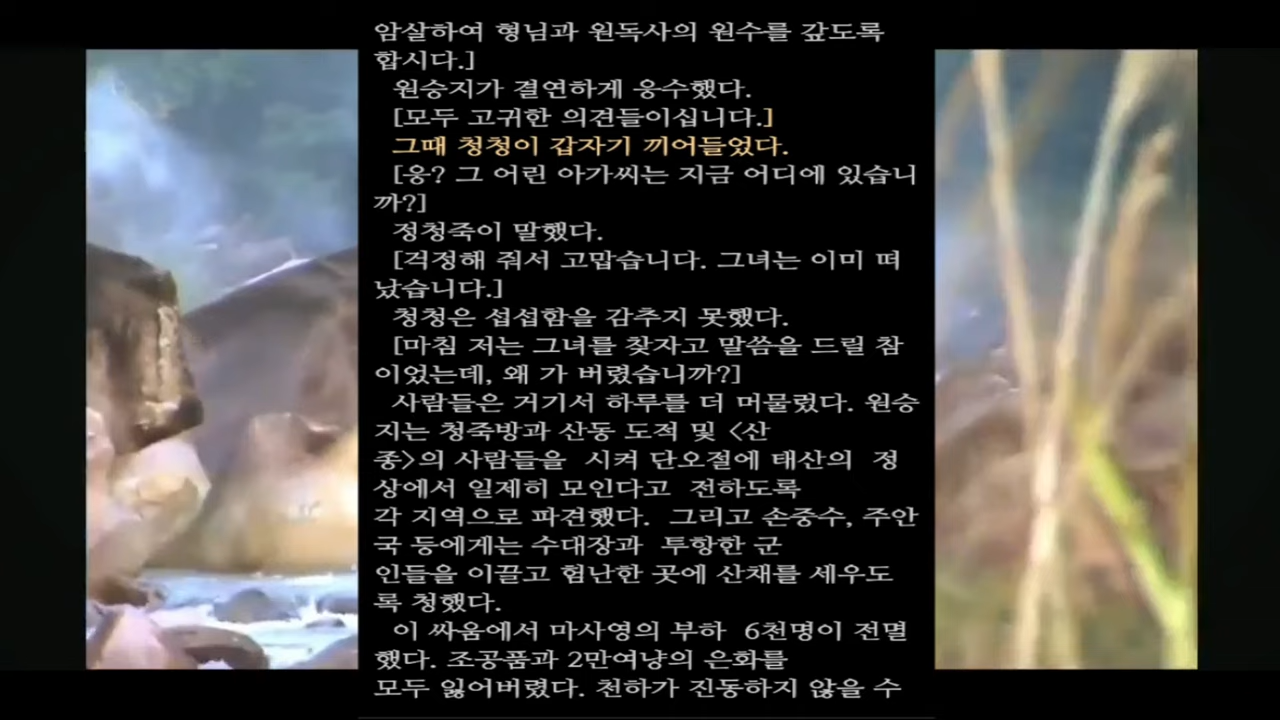 암살하여 형님과 원독사의 원수를 갚도록
합시다.]
원승지가 결연하게 응수했다.
[모두 고귀한 의견들이십니다.]
그때 청청이 갑자기 끼어들었다.
[응? 그 어린 아가씨는 지금 어디에 있습니
까?]
정청죽이 말했다.
[걱정해 줘서 고맙습니다. 그녀는 이미 떠
났습니다.]
청청은 섭섭함을 감추지 못했다.
[마침 저는 그녀를 찾자고 말씀을 드릴 참
이었는데, 왜 가 버렸습니까?]
사람들은 거기서 하루를 더 머물렀다. 원승
지는 청죽방과 산동 도적 및 <산
종>의 사람들을 시켜 단오절에 태산의 정
상에서 일제히 모인다고 전하도록
각 지역으로 파견했다. 그리고 손중수, 주안
국 등에게는 수대장과 투항한 군
인들을 이끌고 험난한 곳에 산채를 세우도
록 청했다.
이 싸움에서 마사영의 부하 6천명이 전멸
했다. 조공품과 2만여냥의 은화를
모두 잃어버렸다. 천하가 진동하지 않을 수